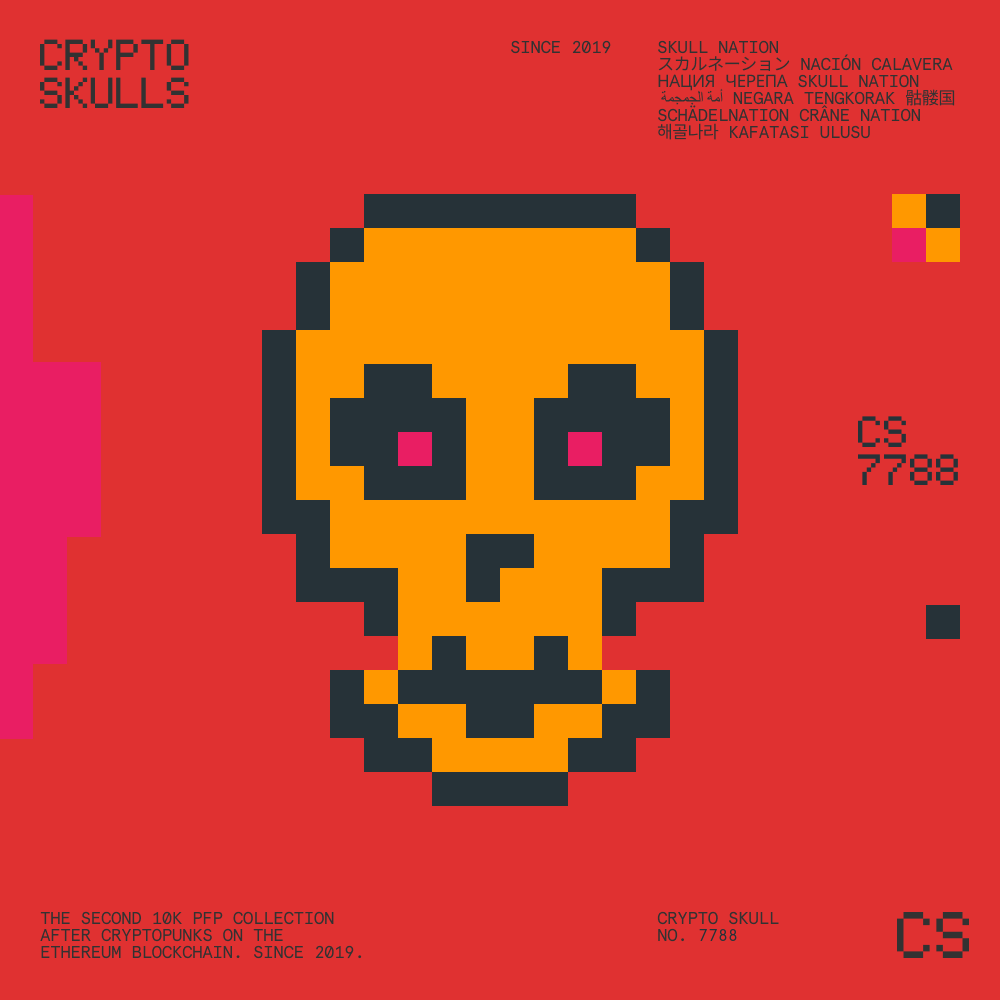 CRYPTO
SKULLS
SINCE 2019
SKULL NATION
スカルネーション NACIÓN CALAVERA
НАЦИЯ ЧЕРЕПА SKULL NATION
أمة الجمجمة NEGARA TENGKORAK 骷髅国
SCHÄDELNATION CRÂNE NATION
해골나라 KAFATASI ULUSU
CS
7788
THE SECOND 10K PFP COLLECTION
AFTER CRYPTOPUNKS ON THE
ETHEREUM BLOCKCHAIN. SINCE 2019.
CRYPTO SKULL
NO. 7788
CS